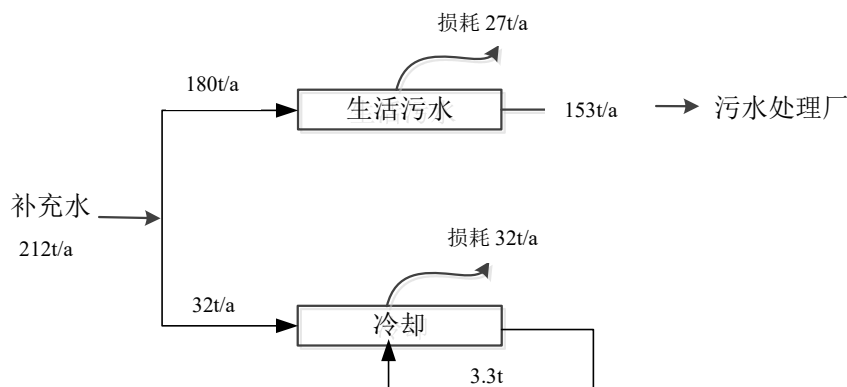 损耗 27t/a
180t/a
生活污水
153t/a
污水处理厂
补充水
212t/a
损耗 32t/a
32t/a
冷却
3.3t